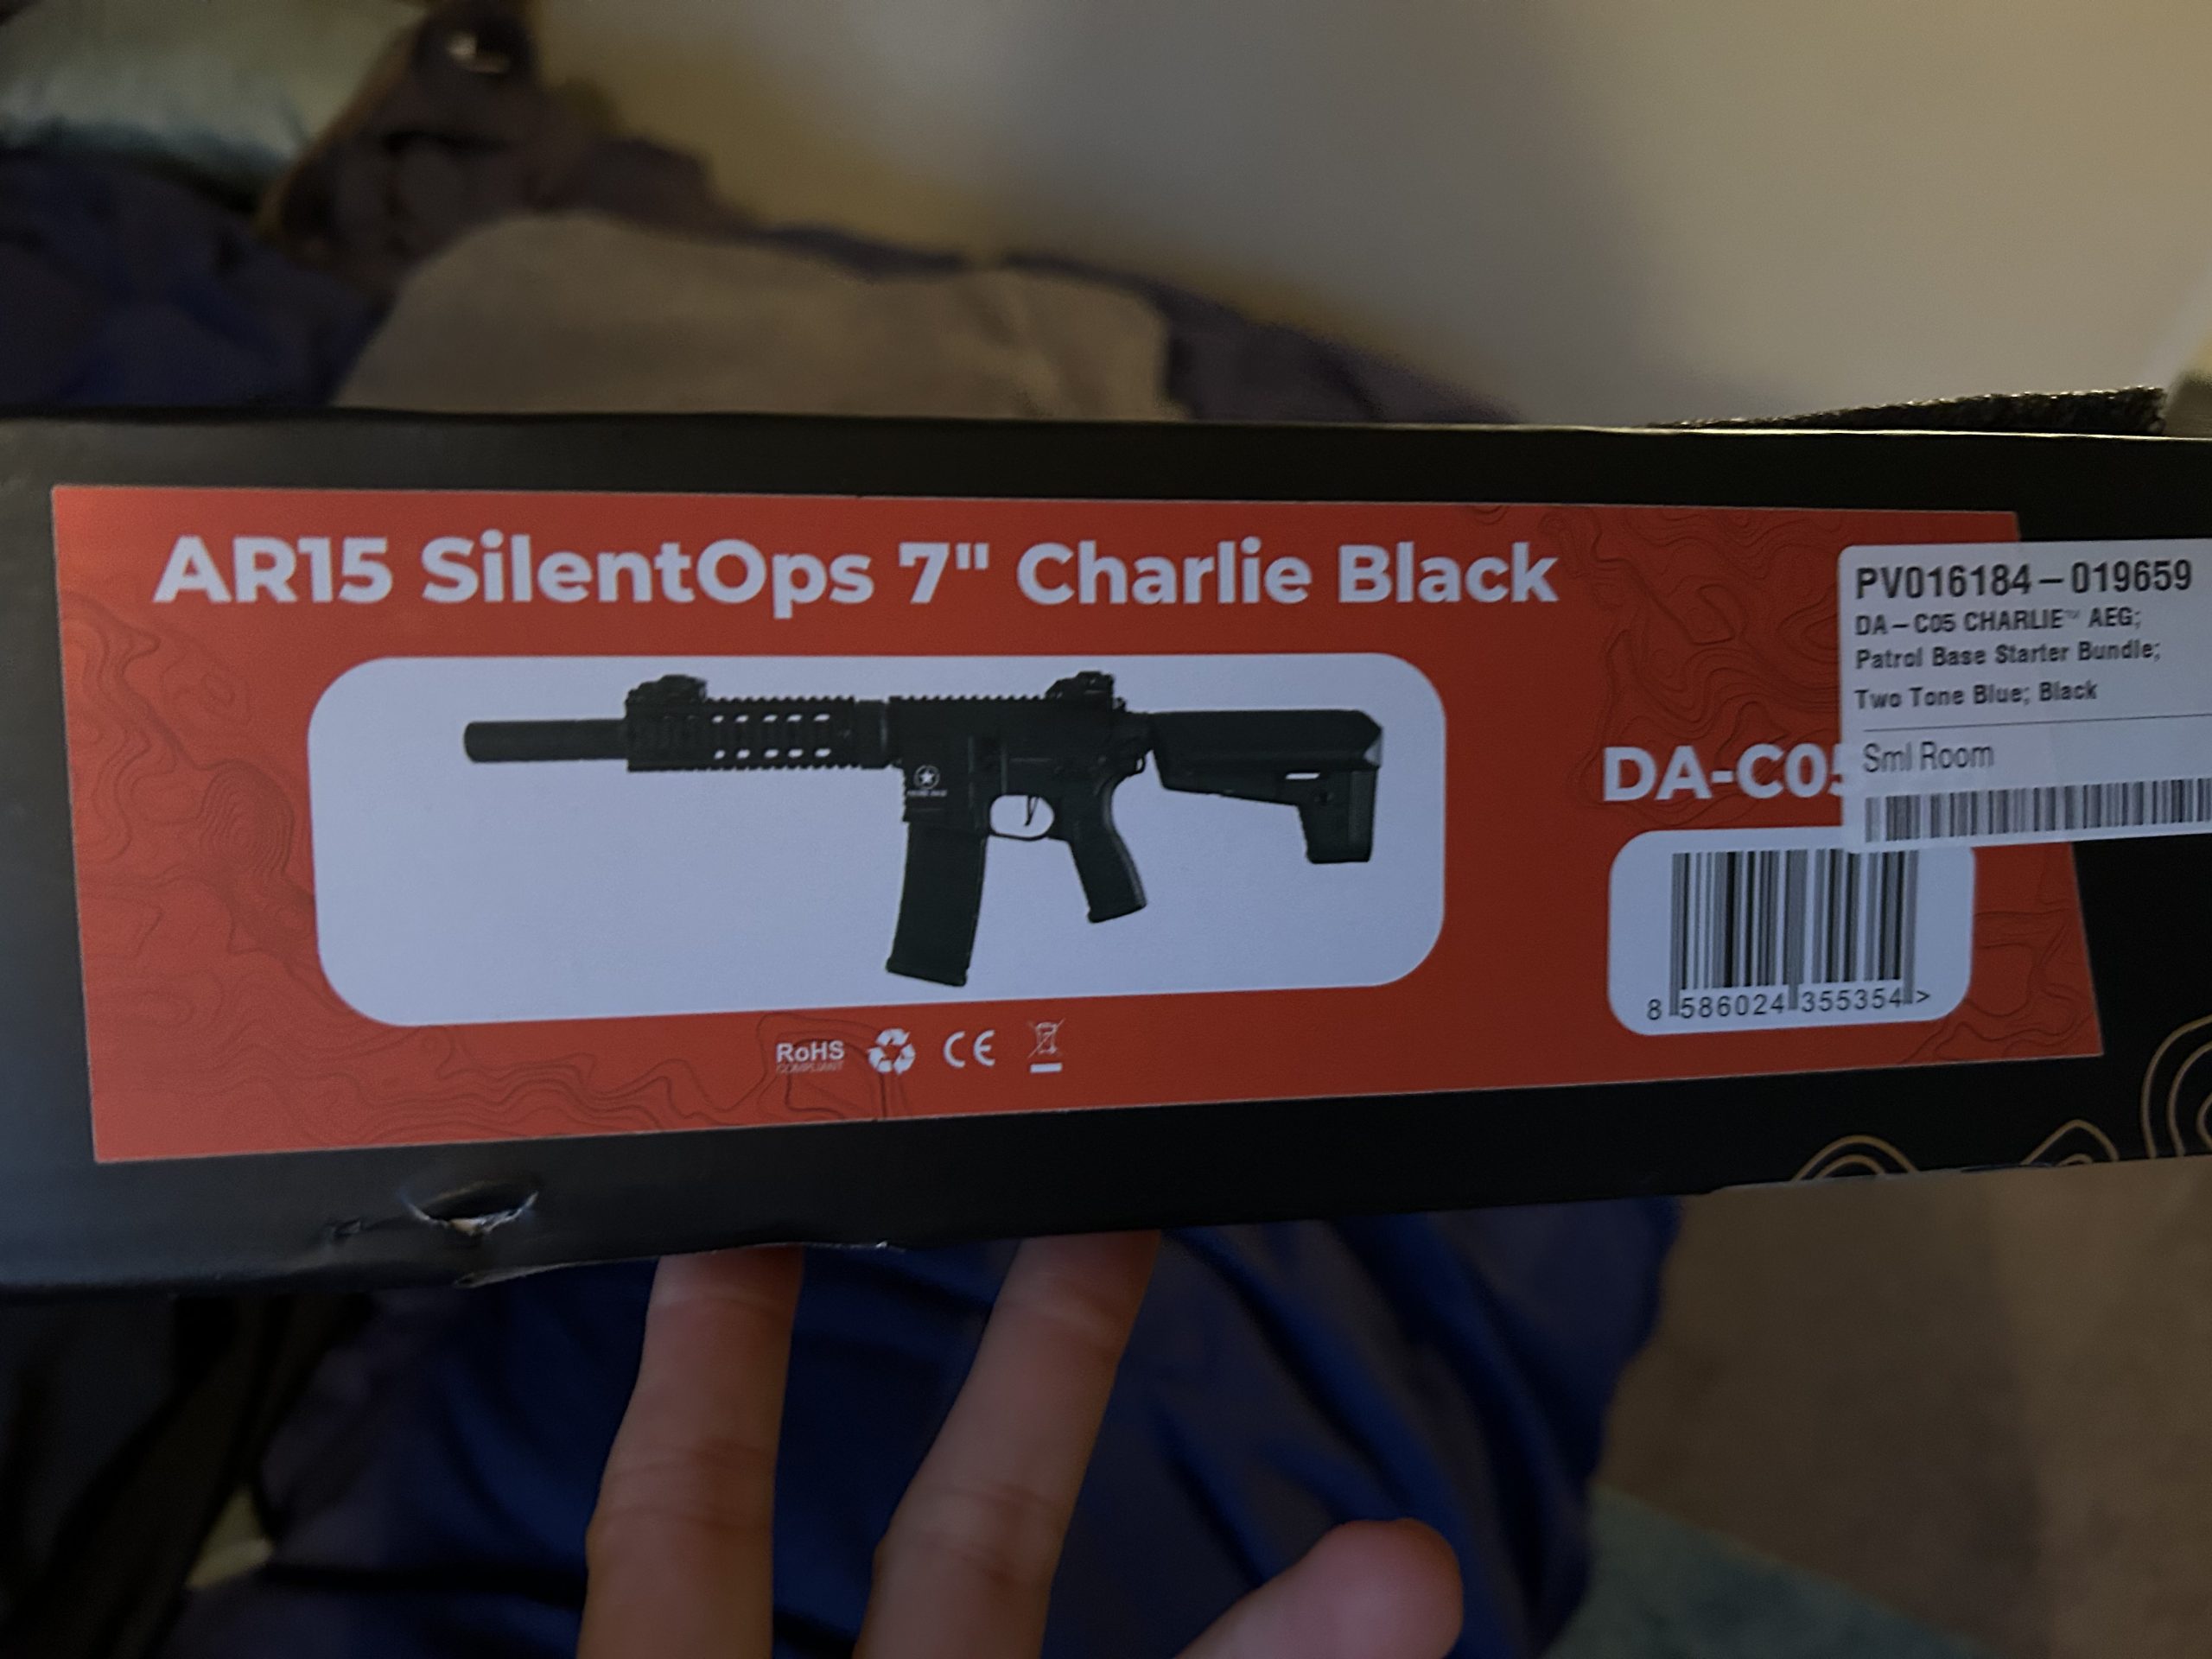 AR15 SilentOps 7" Charlie Black
PV016184-019659
DA-C05 CHARLIE™ AEG;
Patrol Base Starter Bundle;
Two Tone Blue; Black
Sml Room
DA-C05
8 586024 355354 >
RoHS
COMPLIANT
CE